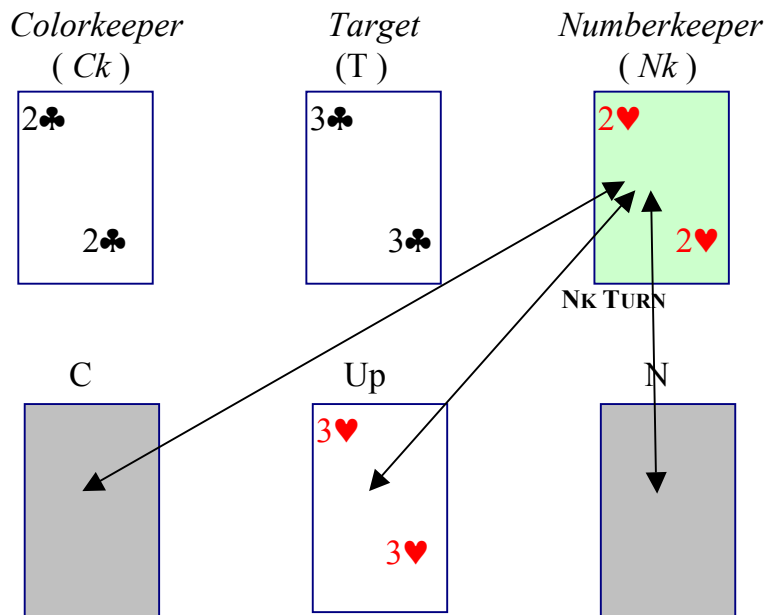 Colorkeeper Target Numberkeeper
( Ck ) (T) ( Nk )
2♣ 3♣ 2♥
2♣ 3♣ 2♥
NK TURN
C Up N
3♥
3♥